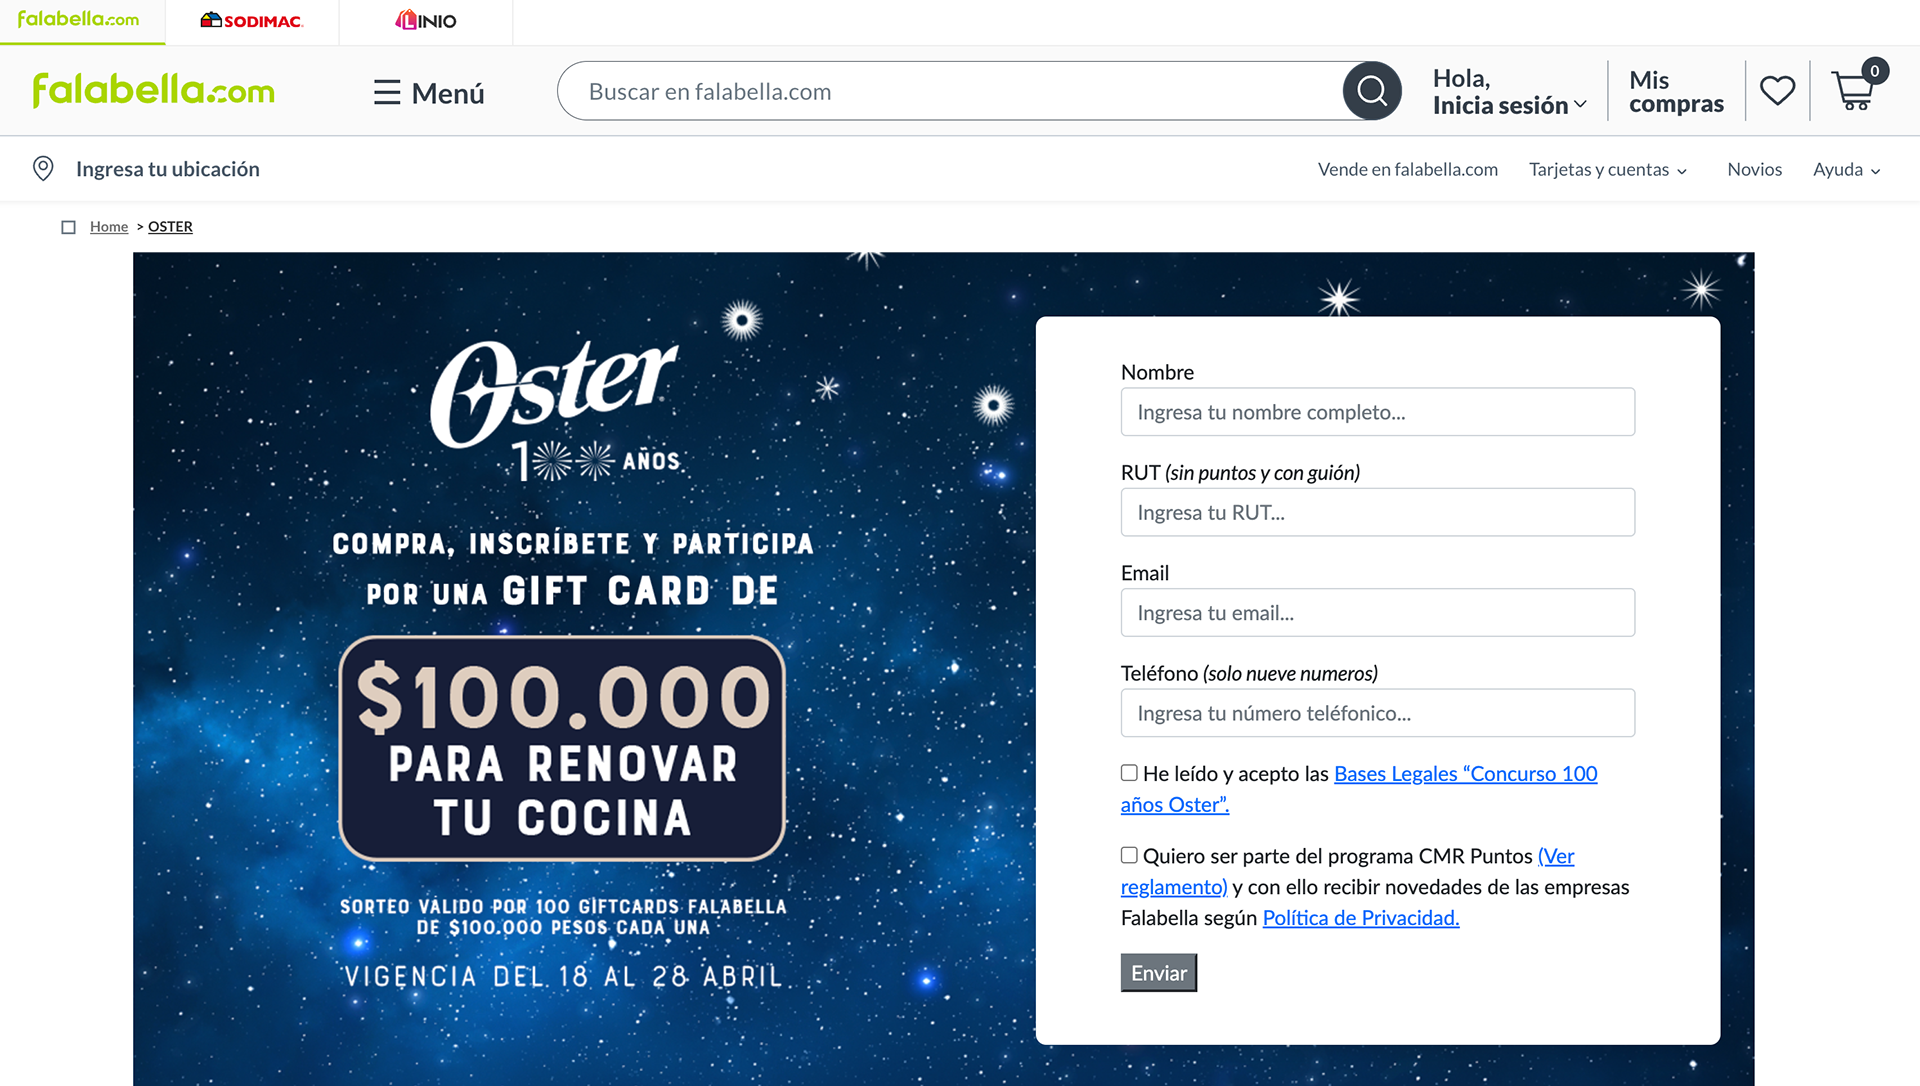 falabella.com
SODIMAC.
LINIO
falabella.com
Menú
Buscar en falabella.com
Hola,
Inicia sesión
Mis
compras
0
Ingresa tu ubicación
Vende en falabella.com
Tarjetas y cuentas
Novios
Ayuda
Home > OSTER
Oster
100 AÑOS
COMPRA, INSCRÍBETE Y PARTICIPA
POR UNA GIFT CARD DE
$100.000
PARA RENOVAR
TU COCINA
SORTEO VÁLIDO POR 100 GIFTCARDS FALABELLA
DE $100.000 PESOS CADA UNA
VIGENCIA DEL 18 AL 28 ABRIL
Nombre
Ingresa tu nombre completo...
RUT (sin puntos y con guión)
Ingresa tu RUT...
Email
Ingresa tu email...
Teléfono (solo nueve numeros)
Ingresa tu número teléfonico...
He leído y acepto las Bases Legales “Concurso 100
años Oster”.
Quiero ser parte del programa CMR Puntos (Ver
reglamento) y con ello recibir novedades de las empresas
Falabella según Política de Privacidad.
Enviar